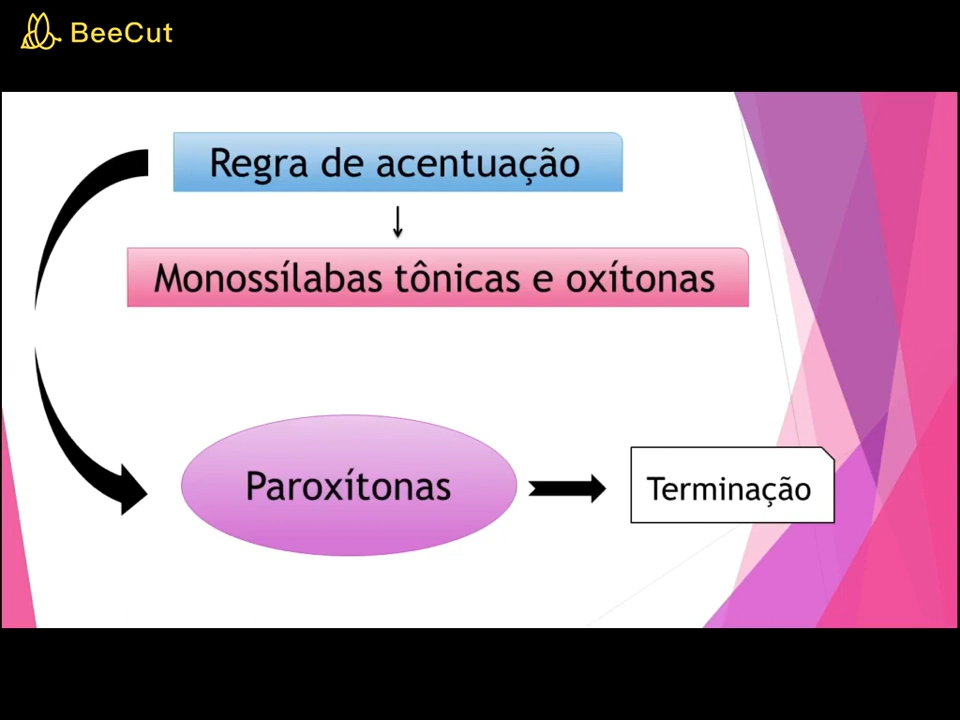 BeeCut
Regra de acentuação
Monossílabas tônicas e oxítonas
Paroxítonas
Terminação